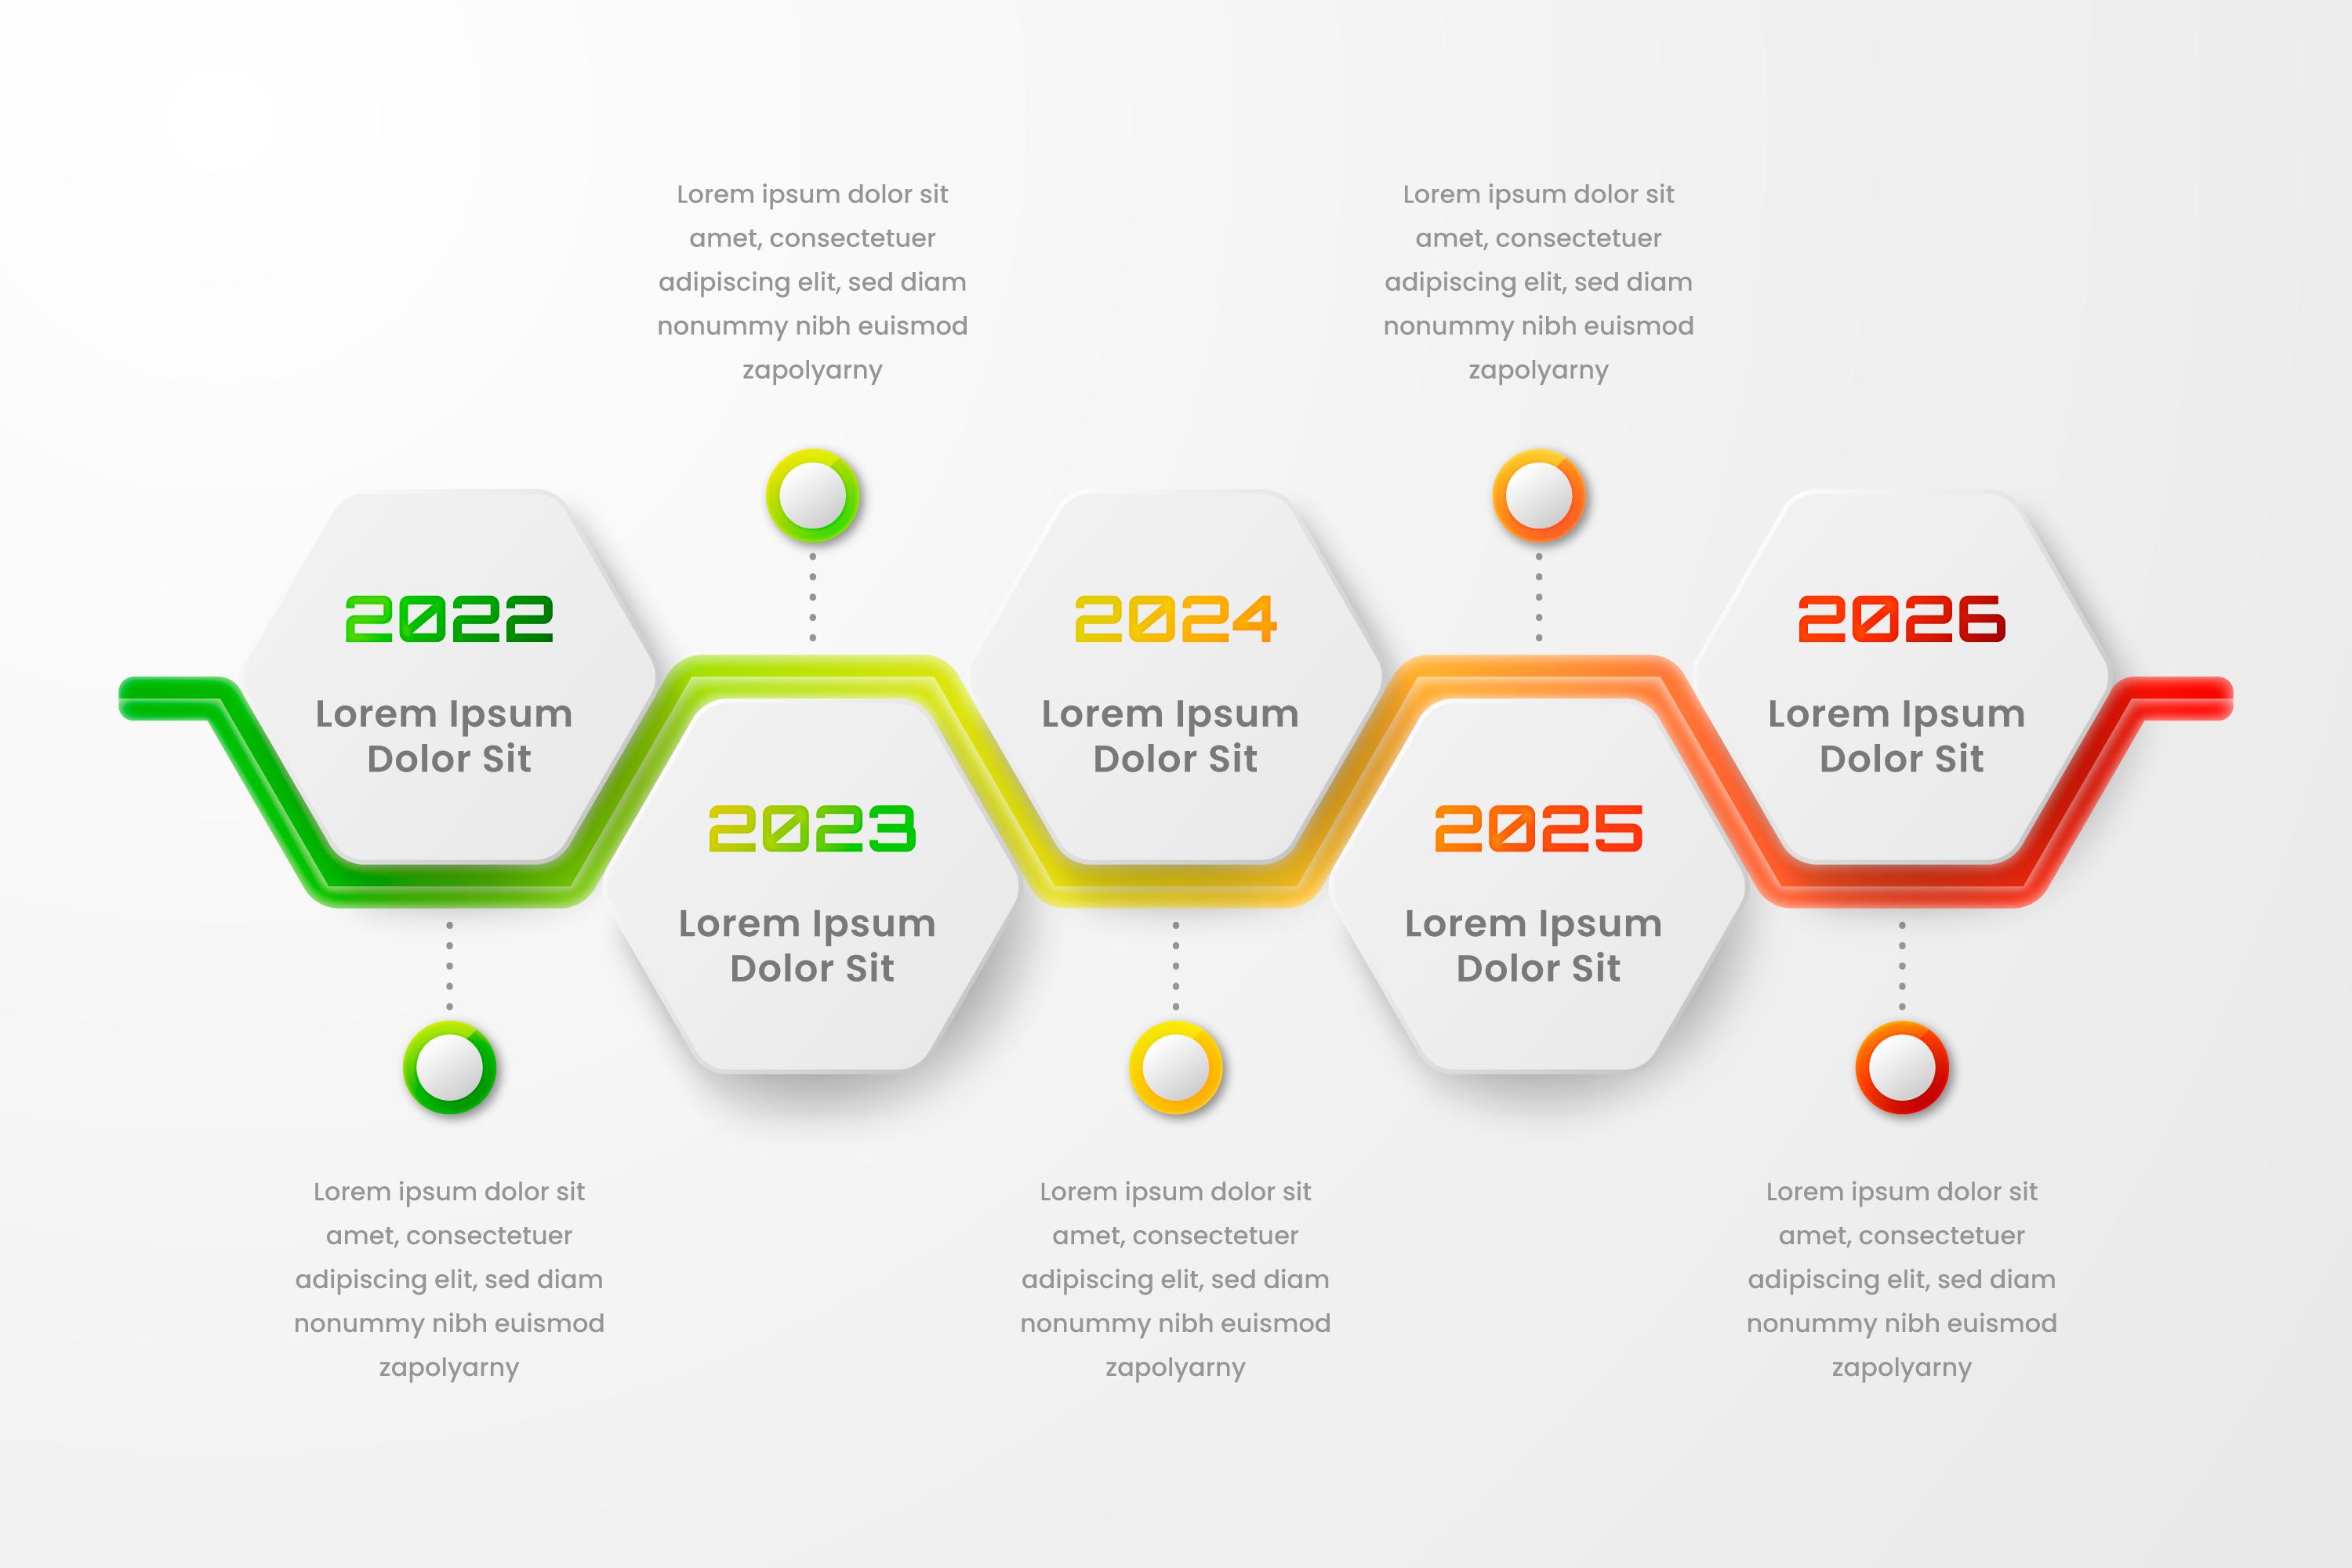 Lorem ipsum dolor sit
amet, consectetuer
adipiscing elit, sed diam
nonummy nibh euismod
zapolyarny
Lorem ipsum dolor sit
amet, consectetuer
adipiscing elit, sed diam
nonummy nibh euismod
zapolyarny
2022
Lorem Ipsum
Dolor Sit
2023
Lorem Ipsum
Dolor Sit
2024
Lorem Ipsum
Dolor Sit
2025
Lorem Ipsum
Dolor Sit
2026
Lorem Ipsum
Dolor Sit
Lorem ipsum dolor sit
amet, consectetuer
adipiscing elit, sed diam
nonummy nibh euismod
zapolyarny
Lorem ipsum dolor sit
amet, consectetuer
adipiscing elit, sed diam
nonummy nibh euismod
zapolyarny
Lorem ipsum dolor sit
amet, consectetuer
adipiscing elit, sed diam
nonummy nibh euismod
zapolyarny